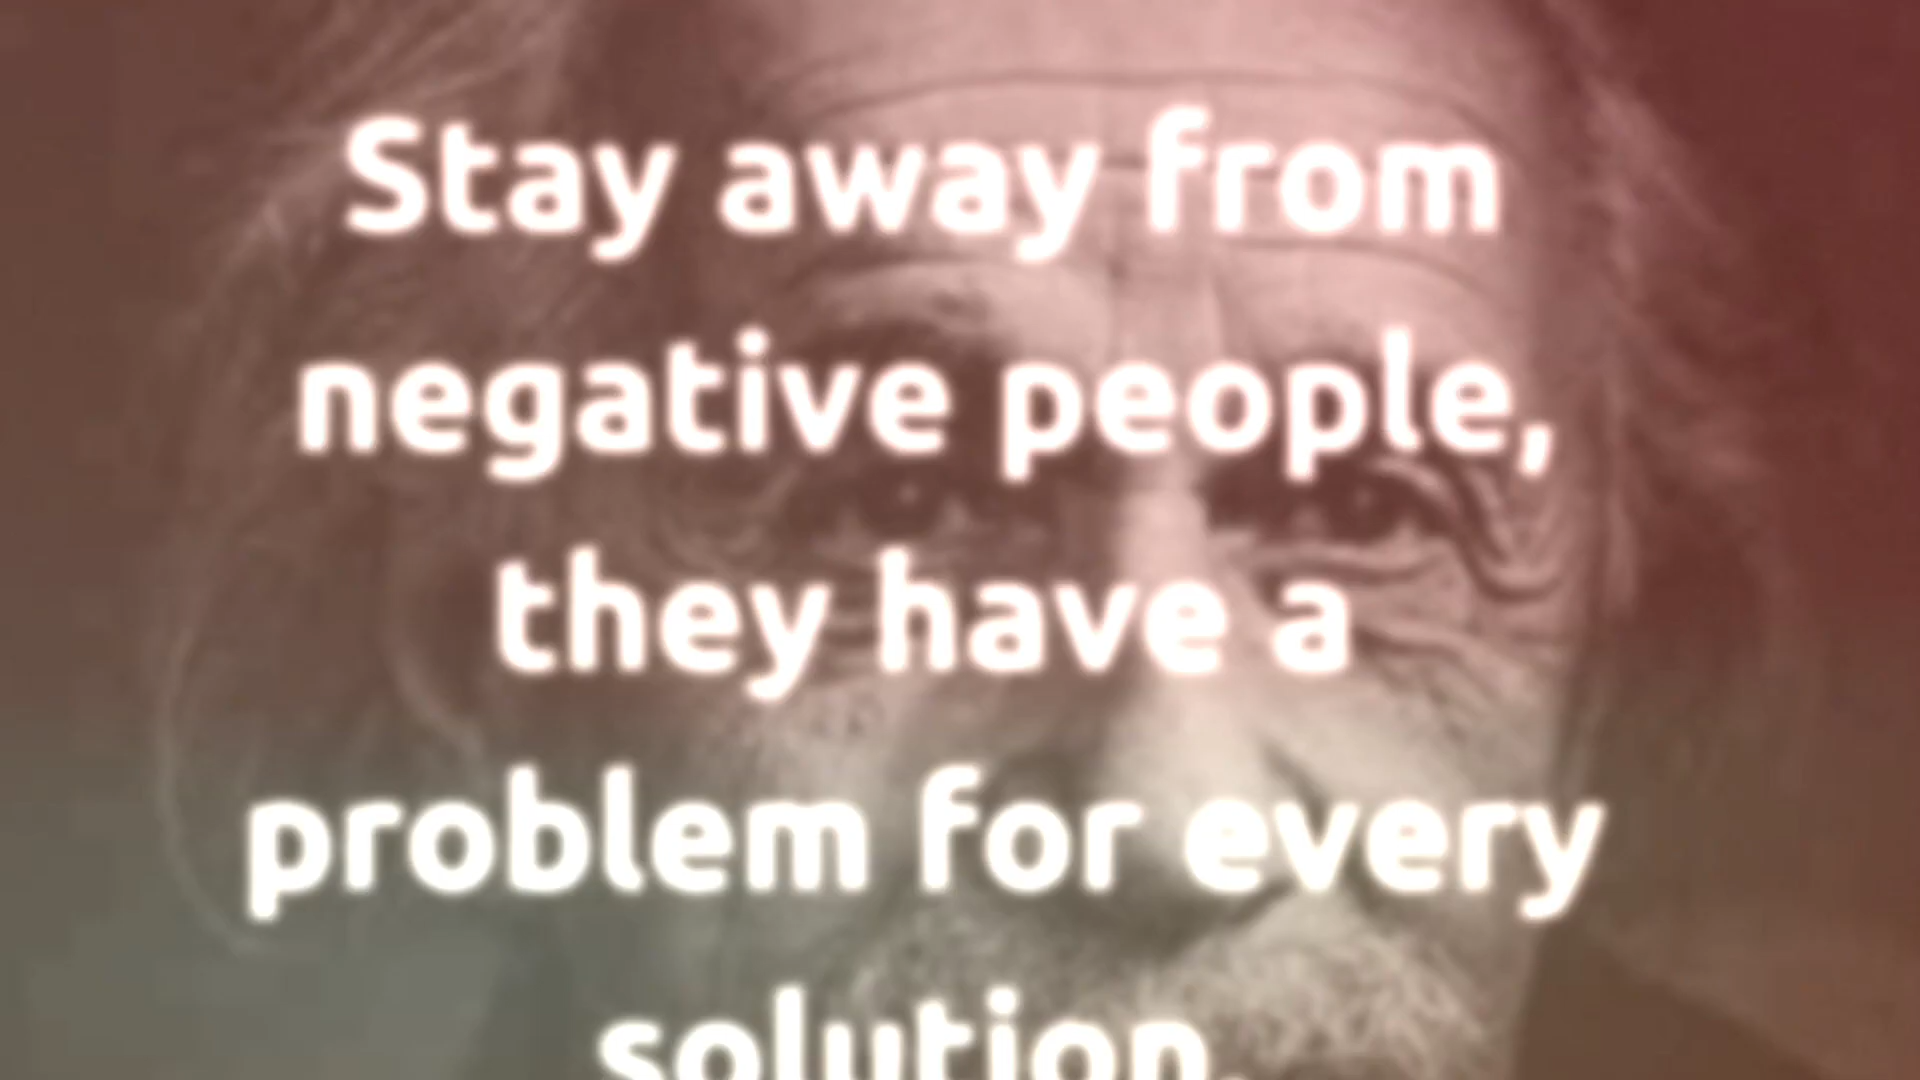 Stay away from
negative people,
they have a
problem for every
solution.